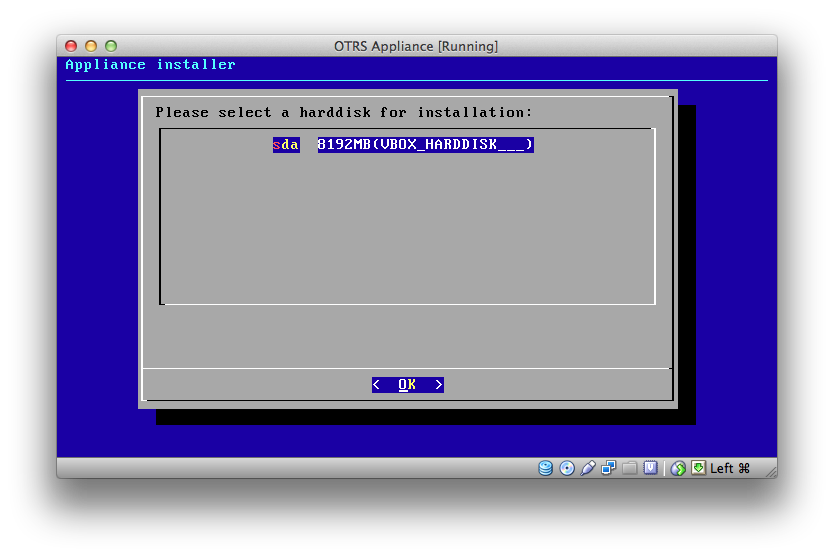 OTRS Appliance [Running]
Appliance installer
Please select a harddisk for installation:
sda 8192MB(VBOX_HARDDISK___)
< OK >
Left ⌘